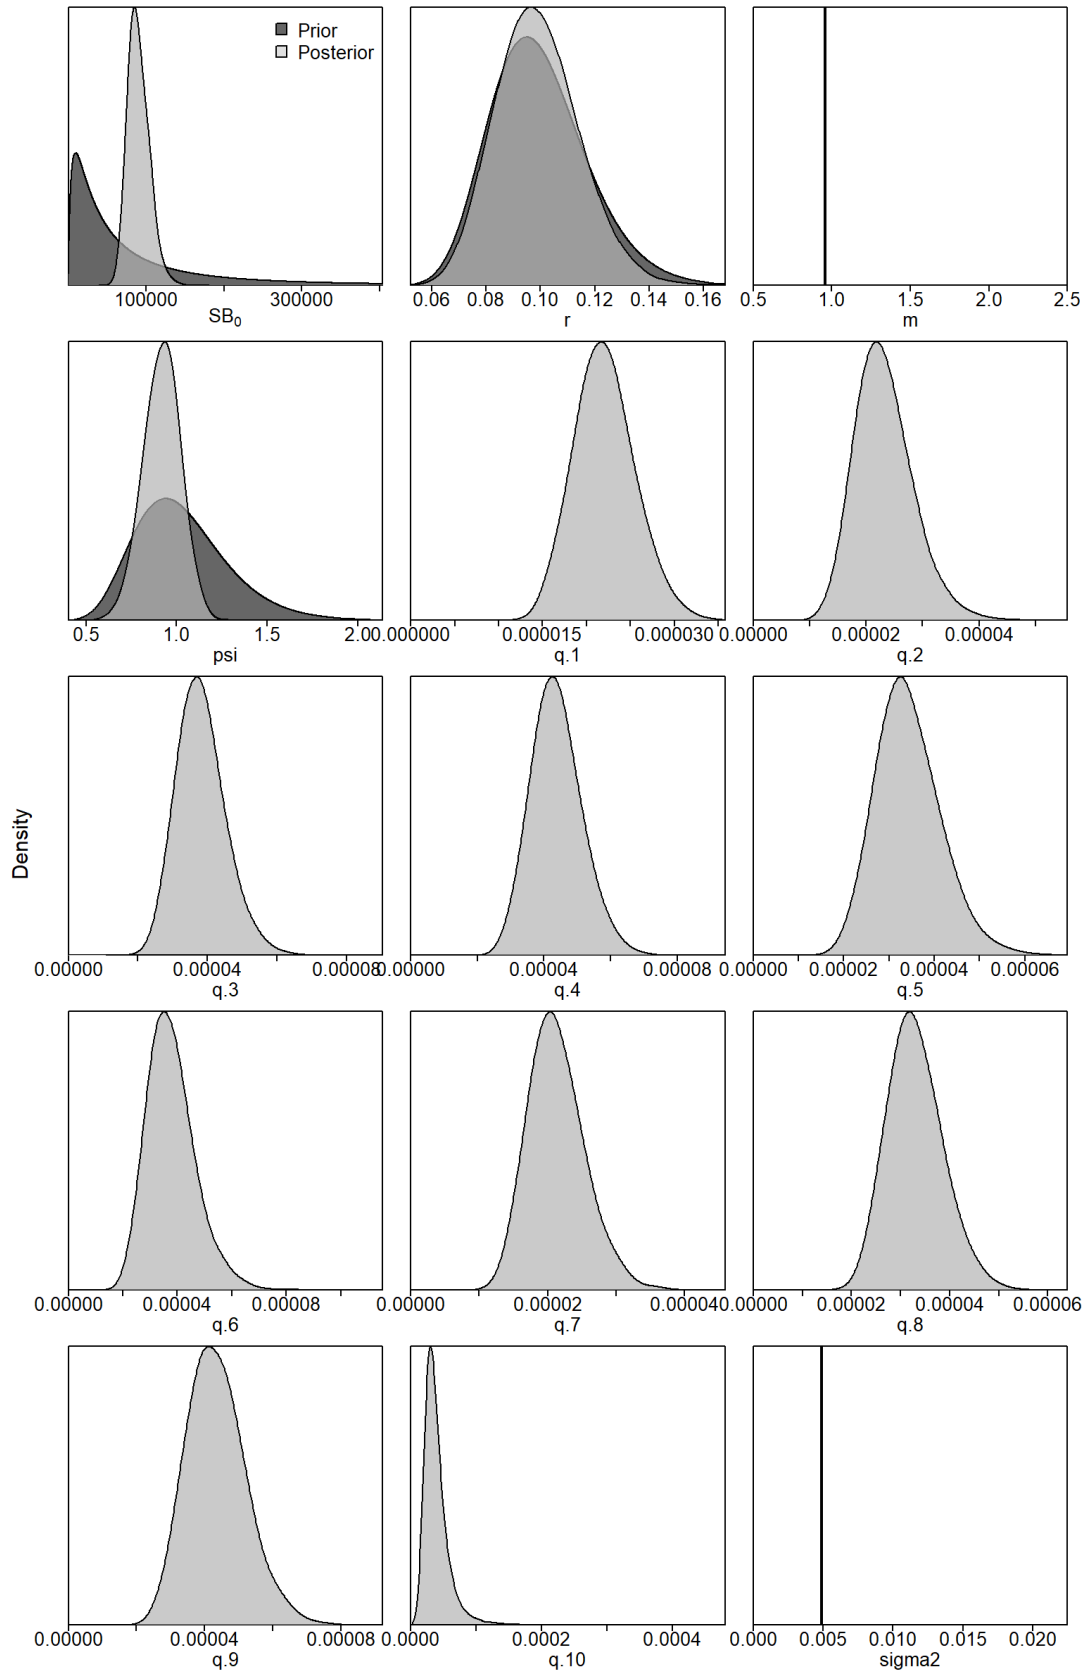 Prior
Posterior
100000 300000
SB0
0.06 0.08 0.10 0.12 0.14 0.16
r
0.5 1.0 1.5 2.0 2.5
m
0.5 1.0 1.5 2.0
psi
0.000000 0.000015 0.000030
q.1
0.00000 0.00002 0.00004
q.2
Density
0.00000 0.00004 0.00008
q.3
0.00000 0.00004 0.00008
q.4
0.00000 0.00002 0.00004 0.00006
q.5
0.00000 0.00004 0.00008
q.6
0.00000 0.00002 0.00004
q.7
0.00000 0.00002 0.00004 0.00006
q.8
0.00000 0.00004 0.00008
q.9
0.0000 0.0002 0.0004
q.10
0.000 0.005 0.010 0.015 0.020
sigma2